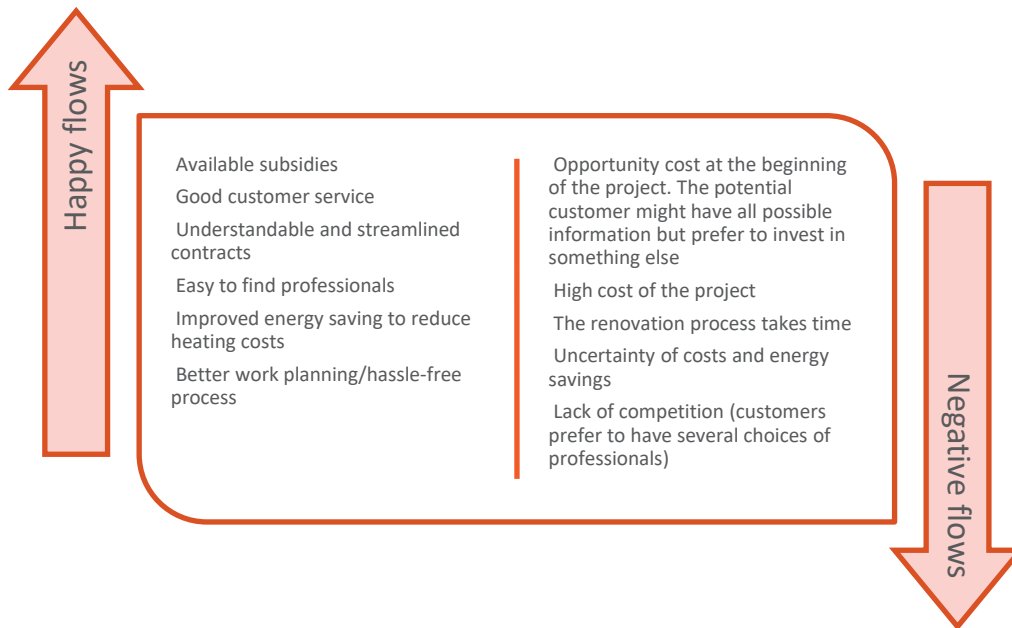 Happy flows
Available subsidies
Good customer service
Understandable and streamlined
contracts
Easy to find professionals
Improved energy saving to reduce
heating costs
Better work planning/hassle-free
process
Opportunity cost at the beginning
of the project. The potential
customer might have all possible
information but prefer to invest in
something else
High cost of the project
The renovation process takes time
Uncertainty of costs and energy
savings
Lack of competition (customers
prefer to have several choices of
professionals)
Negative flows